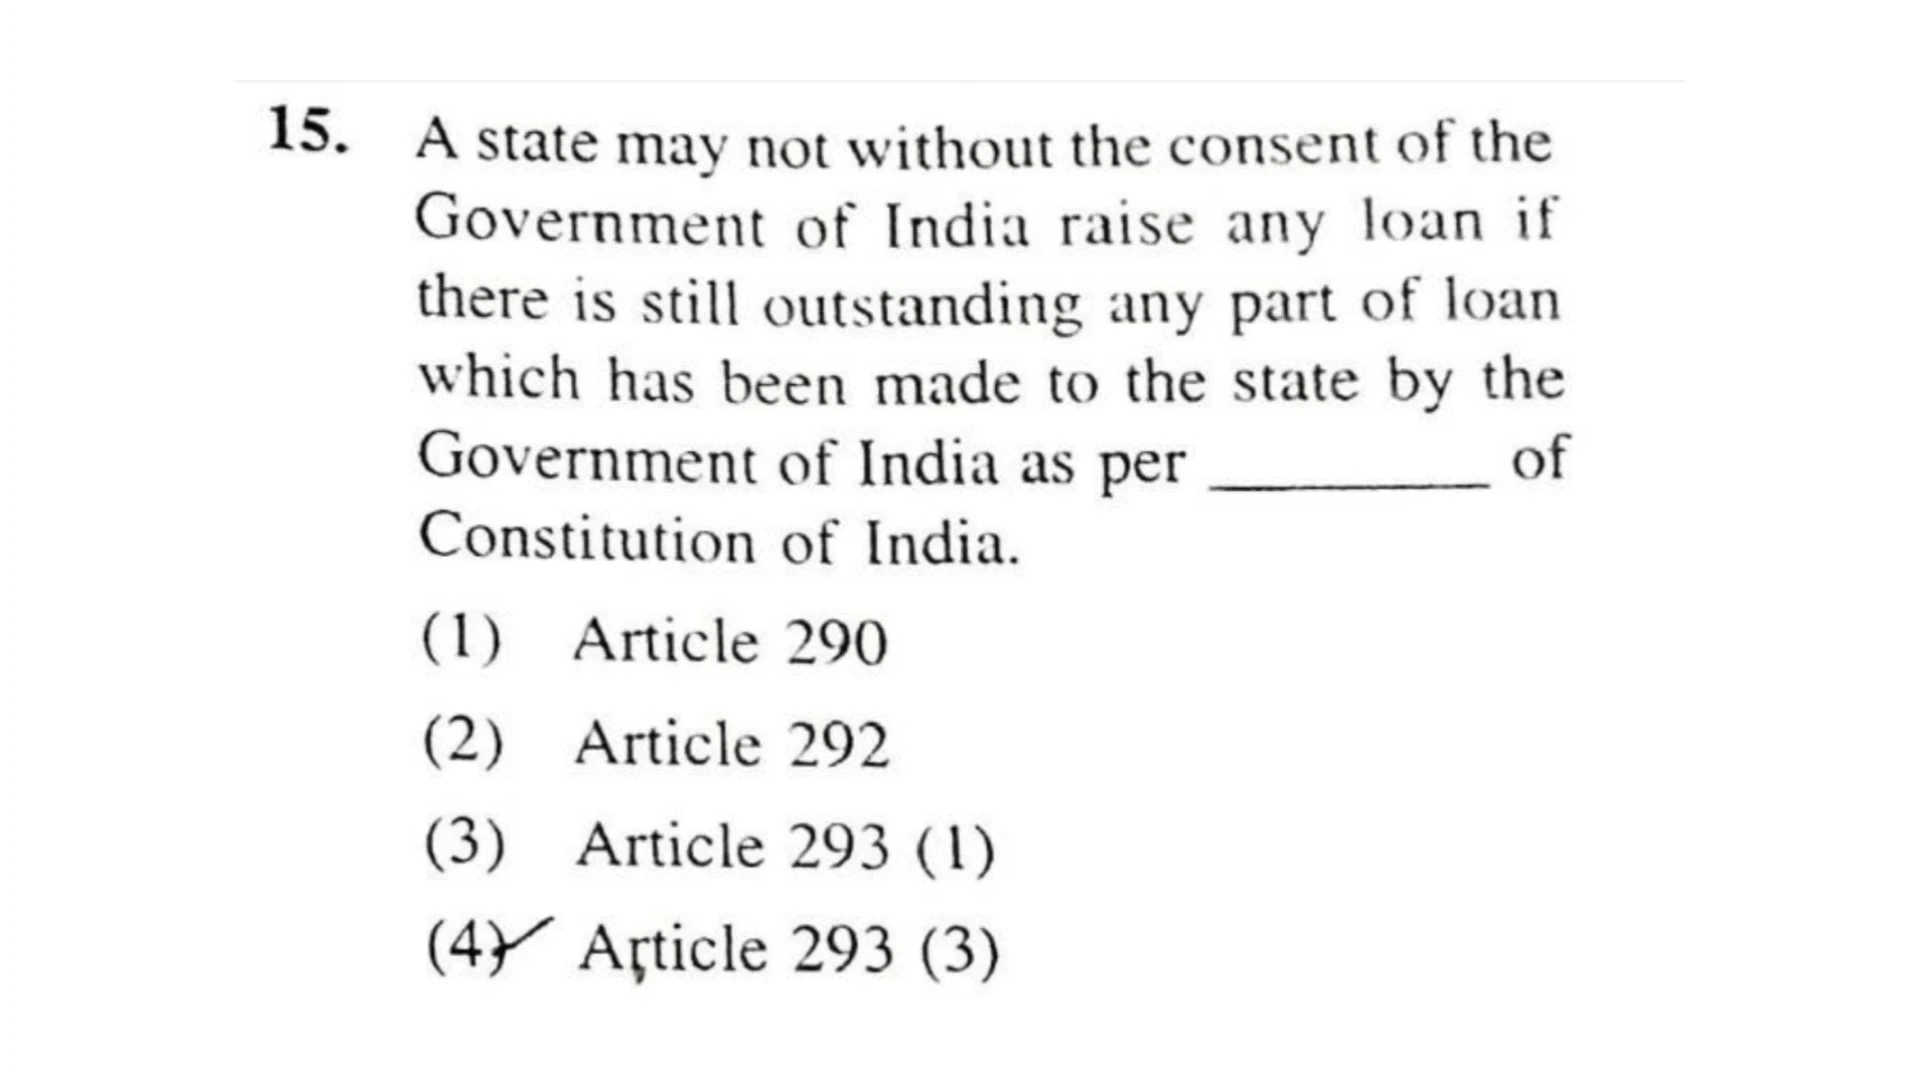 15. A state may not without the consent of the
Government of India raise any loan if
there is still outstanding any part of loan
which has been made to the state by the
Government of India as per ________ of
Constitution of India.
(1) Article 290
(2) Article 292
(3) Article 293 (1)
(4) Article 293 (3)